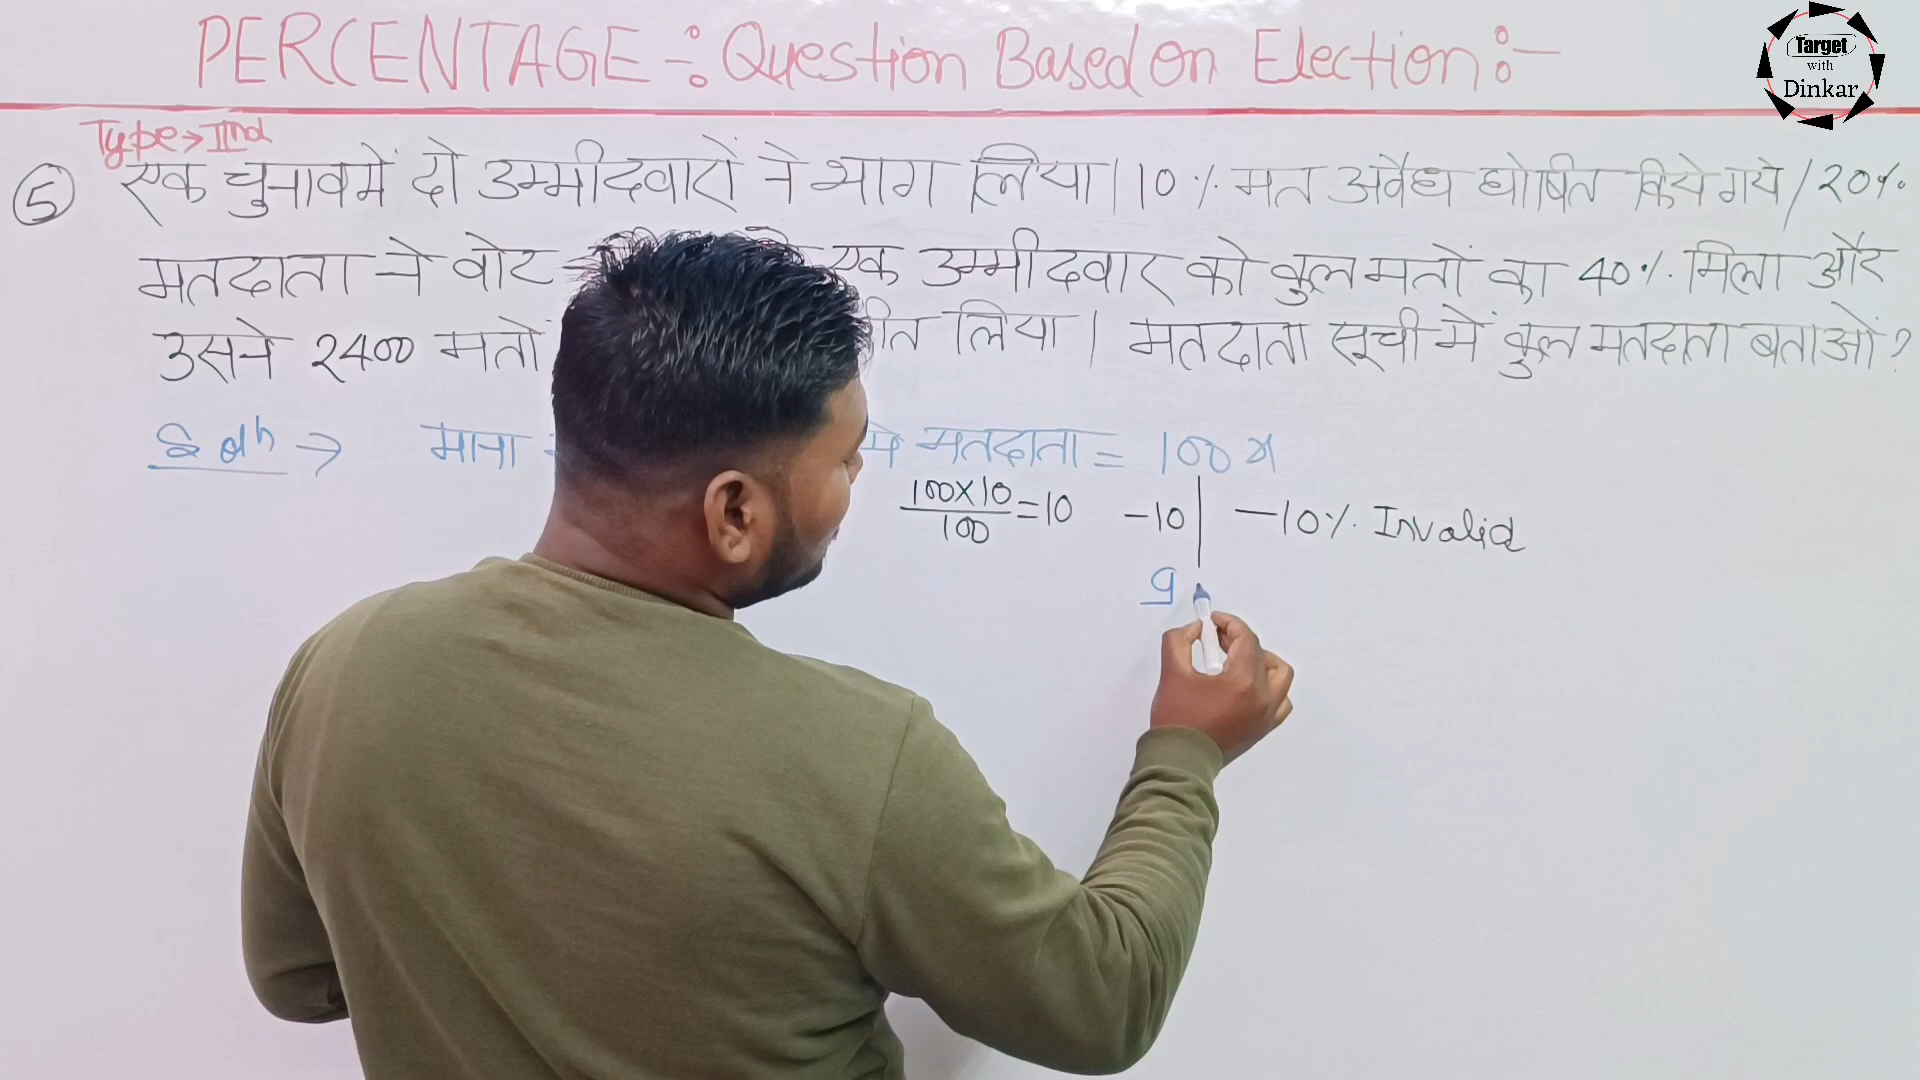 PERCENTAGE -: Question Based On Election :-
Target
with
Dinkar
Type > IInd
⑤ एक चुनाव में दो उम्मीदवारों ने भाग लिया | 10 % मत अवैध घोषित किये गये / 20%
मतदाता ने वोट एक उम्मीदवार को कुल मतों का 40% मिला और
उसने 2400 मतों लिया | मतदाता सूची में कुल मतदाता बताओं ?
Soln → माना मतदाता = 100 x
100×10/100 = 10 -10 -10% Invalid
9